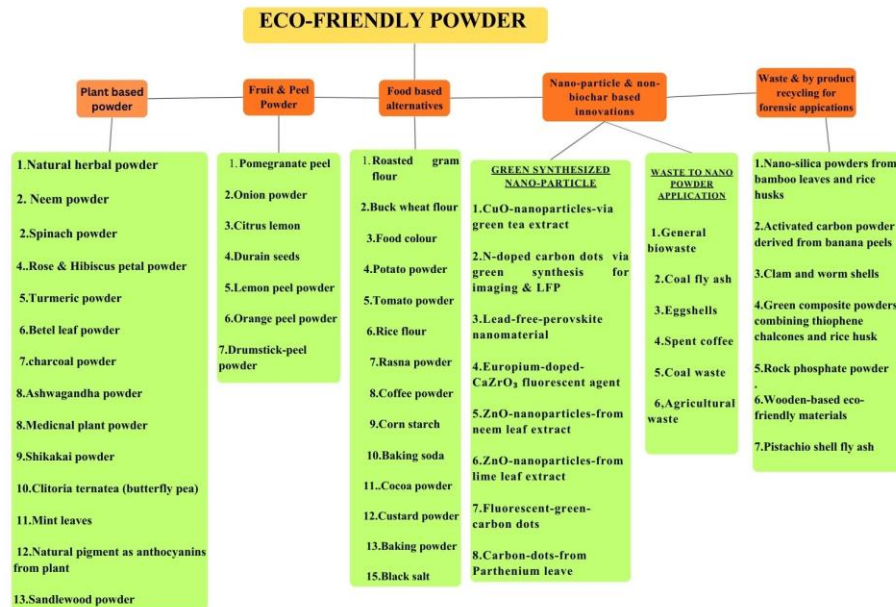 ECO-FRIENDLY POWDER
Plant based
powder
Fruit & Peel
Powder
Food based
alternatives
Nano-particle & non-
biochar based
innovations
Waste & by product
recycling for
forensic appications
1.Natural herbal powder
2. Neem powder
2.Spinach powder
4..Rose & Hibiscus petal powder
5.Turmeric powder
6.Betel leaf powder
7.charcoal powder
8.Ashwagandha powder
8.Medicnal plant powder
9.Shikakai powder
10.Clitoria ternatea (butterfly pea)
11.Mint leaves
12.Natural pigment as anthocyanins
from plant
13.Sandlewood powder
1.Pomegranate peel
2.Onion powder
3.Citrus lemon
4.Durain seeds
5.Lemon peel powder
6.Orange peel powder
7.Drumstick-peel
powder
1.Roasted gram
flour
2.Buck wheat flour
3.Food colour
4.Potato powder
5.Tomato powder
6.Rice flour
7.Rasna powder
8.Coffee powder
9.Corn starch
10.Baking soda
11..Cocoa powder
12.Custard powder
13.Baking powder
15.Black salt
GREEN SYNTHESIZED
NANO-PARTICLE
1.CuO-nanoparticles-via
green tea extract
2.N-doped carbon dots via
green synthesis for
imaging & LFP
3.Lead-free-perovskite
nanomaterial
4.Europium-doped-
CaZrO₃ fluorescent agent
5.ZnO-nanoparticles-from
neem leaf extract
6.ZnO-nanoparticles-from
lime leaf extract
7.Fluorescent-green-
carbon dots
8.Carbon-dots-from
Parthenium leave
WASTE TO NANO
POWDER
APPLICATION
1.General
biowaste
2.Coal fly ash
3.Eggshells
4.Spent coffee
5.Coal waste
6,Agricultural
waste
1.Nano-silica powders from
bamboo leaves and rice
husks
2.Activated carbon powder
derived from banana peels
3.Clam and worm shells
4.Green composite powders
combining thiophene
chalcones and rice husk
5.Rock phosphate powder
.
6.Wooden-based eco-
friendly materials
7.Pistachio shell fly ash